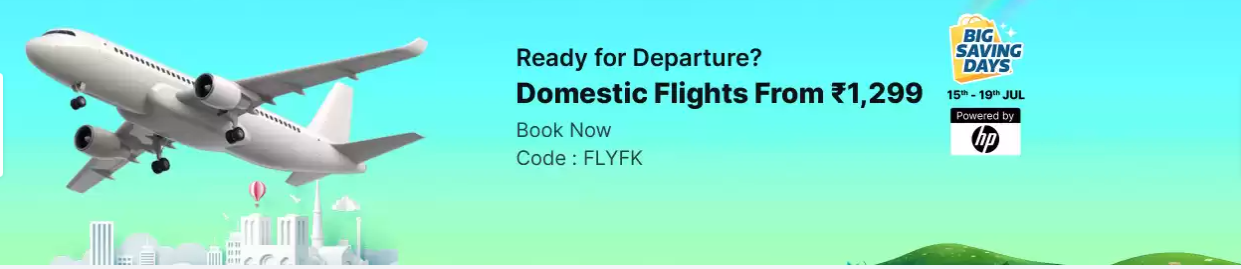 Ready for Departure?
Domestic Flights From ₹1,299
Book Now
Code : FLYFK
BIG
SAVING
DAYS
15th - 19th JUL
Powered by
hp